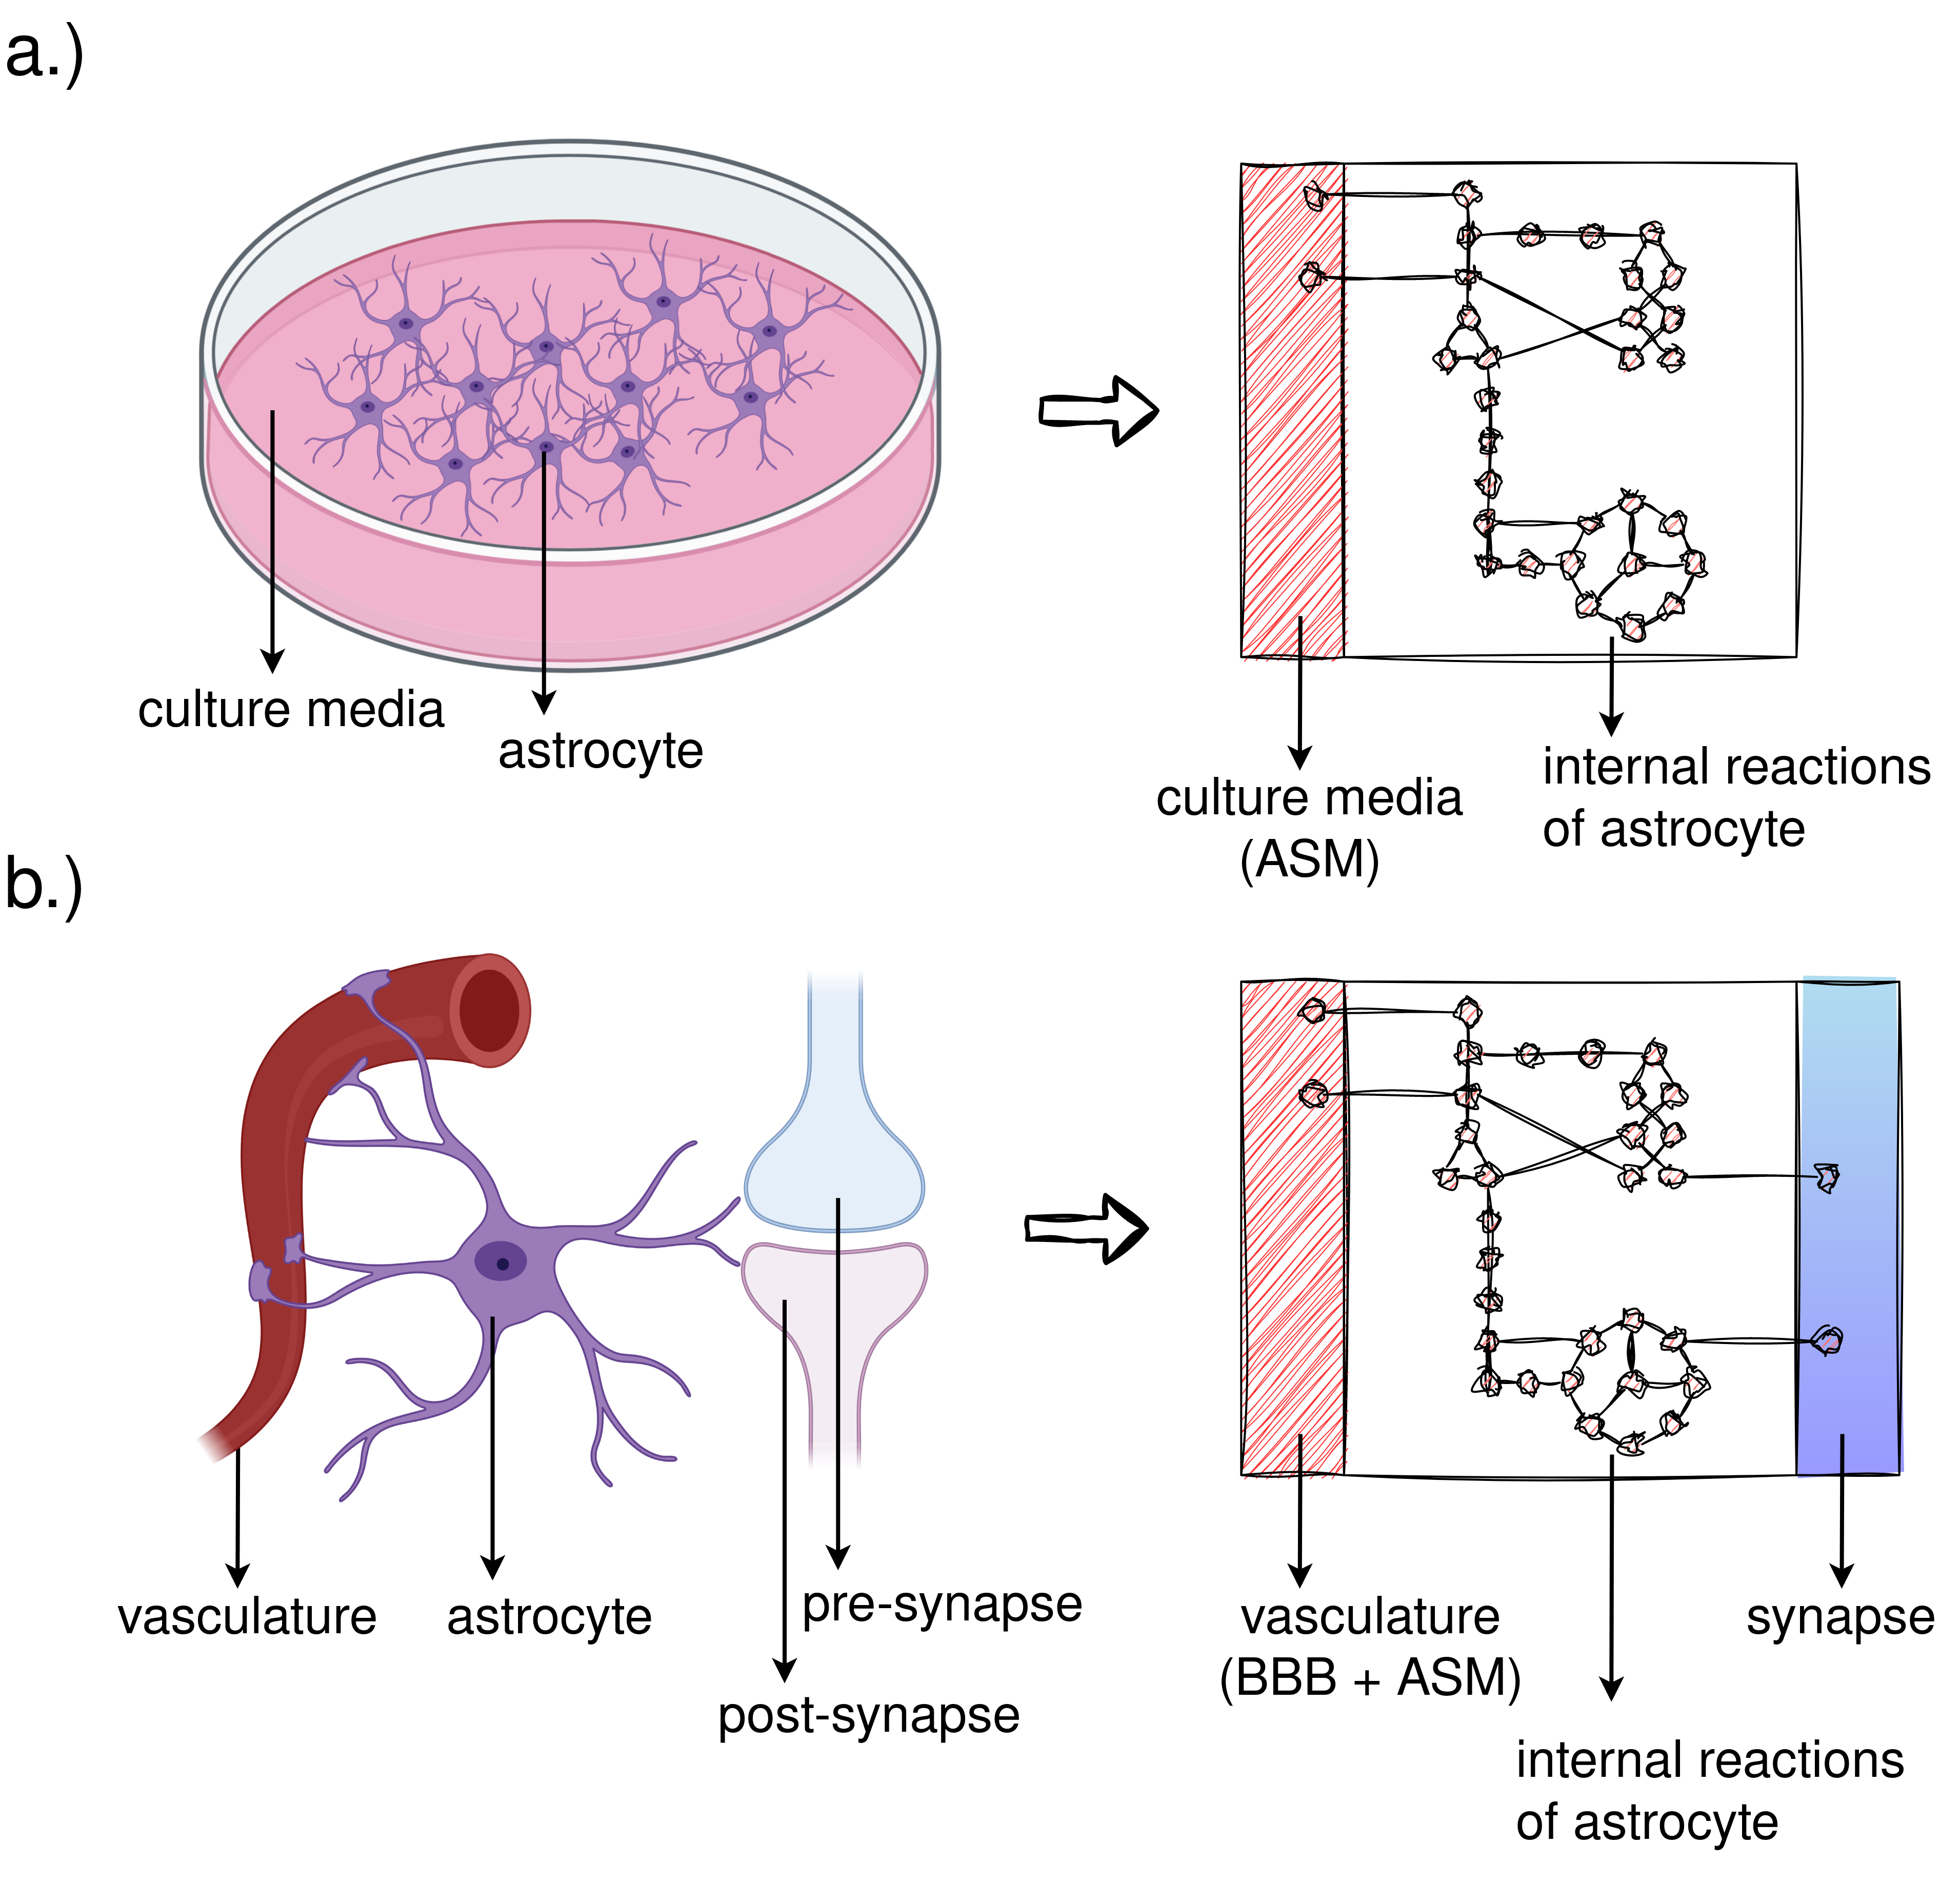 a.)
culture media
astrocyte
culture media
(ASM)
internal reactions
of astrocyte
b.)
vasculature
astrocyte
pre-synapse
post-synapse
vasculature
(BBB + ASM)
internal reactions
of astrocyte
synapse